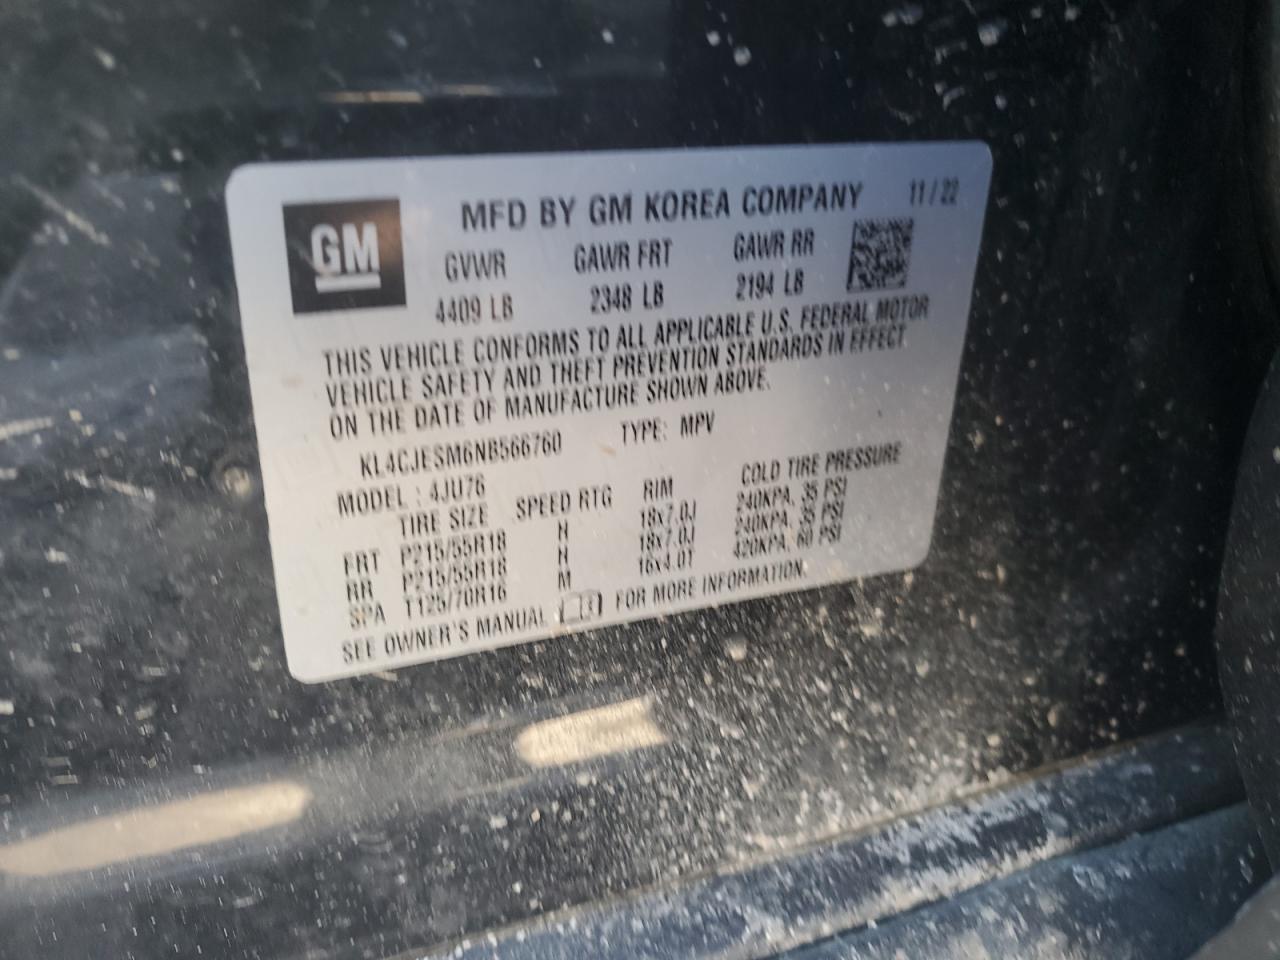 GM
MFD BY GM KOREA COMPANY 11/22
GVWR GAWR FRT GAWR RR
4409 LB 2348 LB 2194 LB
THIS VEHICLE CONFORMS TO ALL APPLICABLE U.S. FEDERAL MOTOR
VEHICLE SAFETY AND THEFT PREVENTION STANDARDS IN EFFECT
ON THE DATE OF MANUFACTURE SHOWN ABOVE.
KL4CJESM6NB566760 TYPE: MPV
MODEL : 4JU76
TIRE SIZE SPEED RTG RIM COLD TIRE PRESSURE
FRT P215/55R18 H 18x7.0J 240KPA, 35 PSI
RR P215/55R18 H 18x7.0J 240KPA, 35 PSI
SPA T125/70R16 M 16x4.0T 420KPA, 60 PSI
SEE OWNER'S MANUAL FOR MORE INFORMATION.